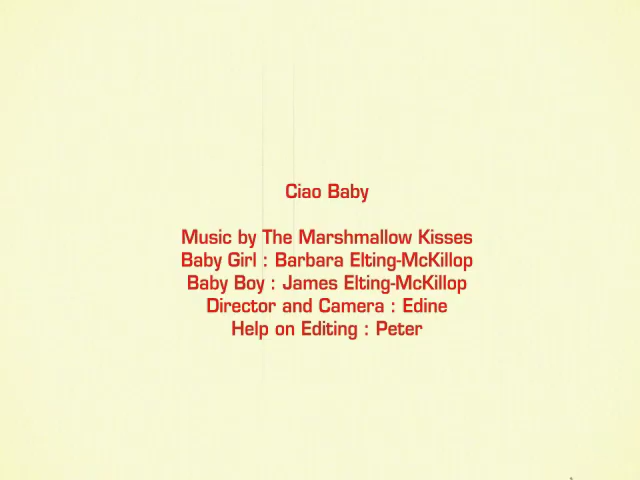 Ciao Baby
Music by The Marshmallow Kisses
Baby Girl : Barbara Elting-McKillop
Baby Boy : James Elting-McKillop
Director and Camera : Edine
Help on Editing : Peter